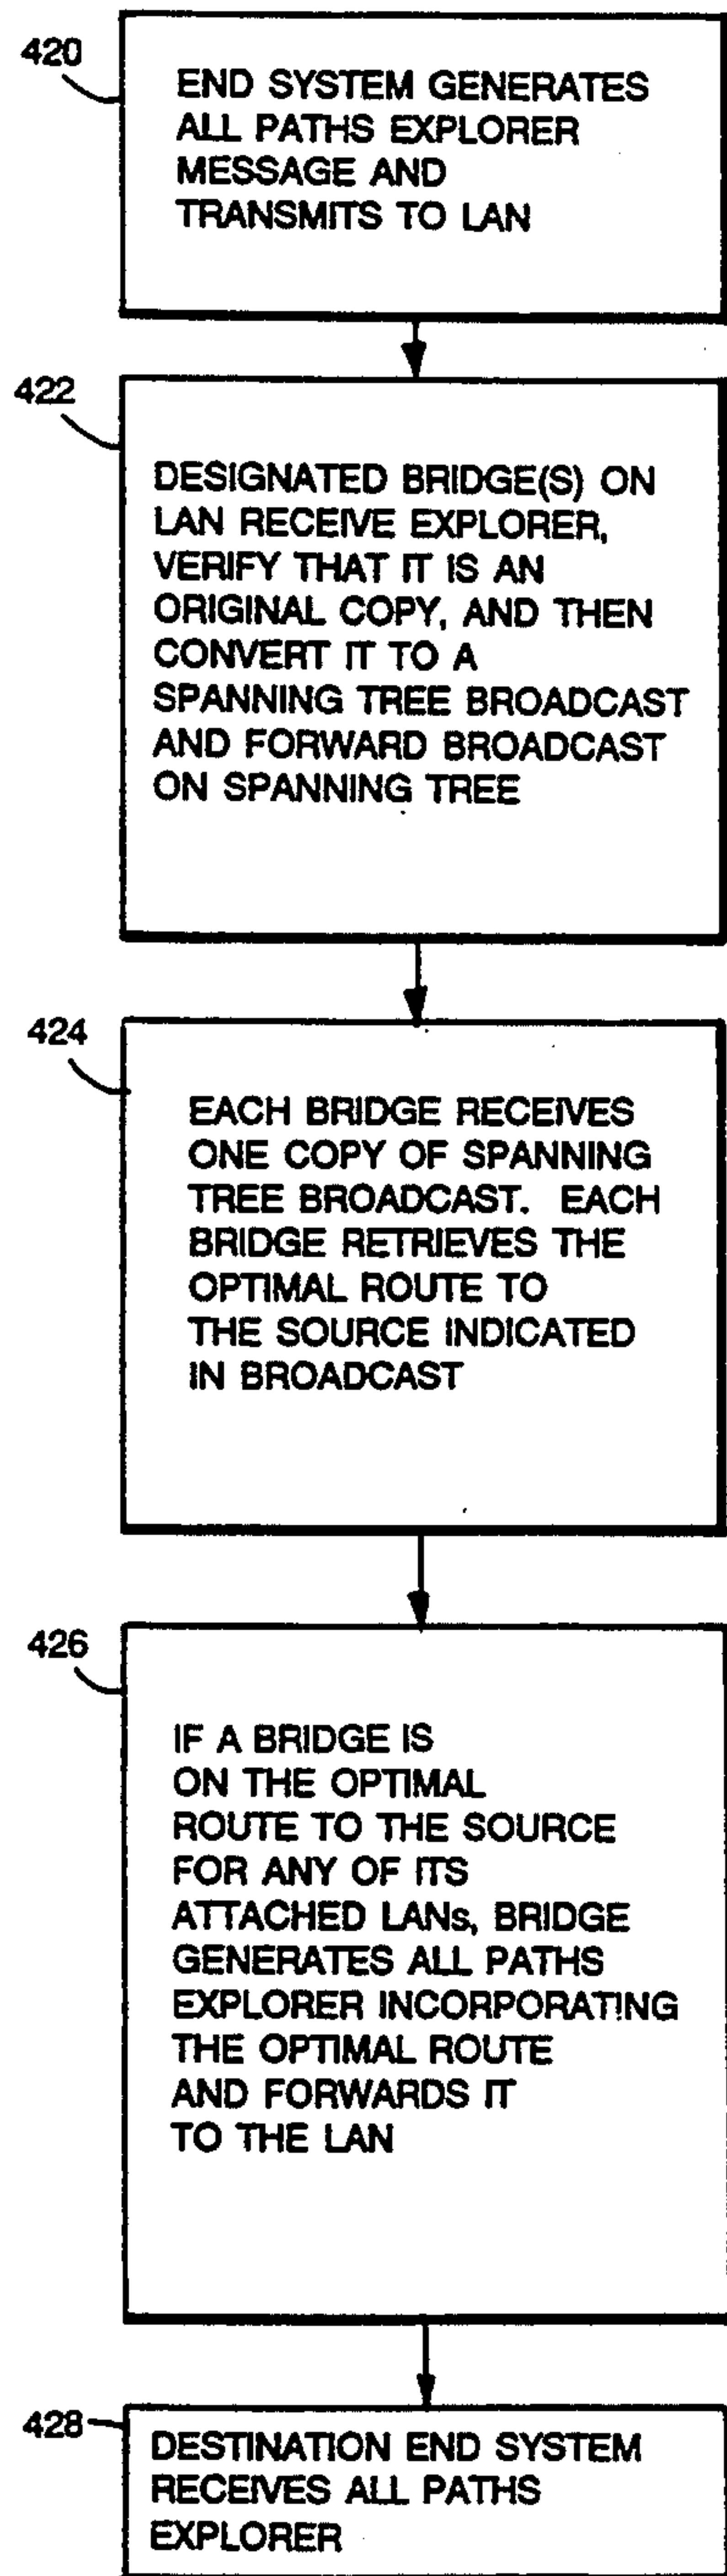 420
END SYSTEM GENERATES
ALL PATHS EXPLORER
MESSAGE AND
TRANSMITS TO LAN
422
DESIGNATED BRIDGE(S) ON
LAN RECEIVE EXPLORER,
VERIFY THAT IT IS AN
ORIGINAL COPY, AND THEN
CONVERT IT TO A
SPANNING TREE BROADCAST
AND FORWARD BROADCAST
ON SPANNING TREE
424
EACH BRIDGE RECEIVES
ONE COPY OF SPANNING
TREE BROADCAST. EACH
BRIDGE RETRIEVES THE
OPTIMAL ROUTE TO
THE SOURCE INDICATED
IN BROADCAST
426
IF A BRIDGE IS
ON THE OPTIMAL
ROUTE TO THE SOURCE
FOR ANY OF ITS
ATTACHED LANs, BRIDGE
GENERATES ALL PATHS
EXPLORER INCORPORATING
THE OPTIMAL ROUTE
AND FORWARDS IT
TO THE LAN
428
DESTINATION END SYSTEM
RECEIVES ALL PATHS
EXPLORER